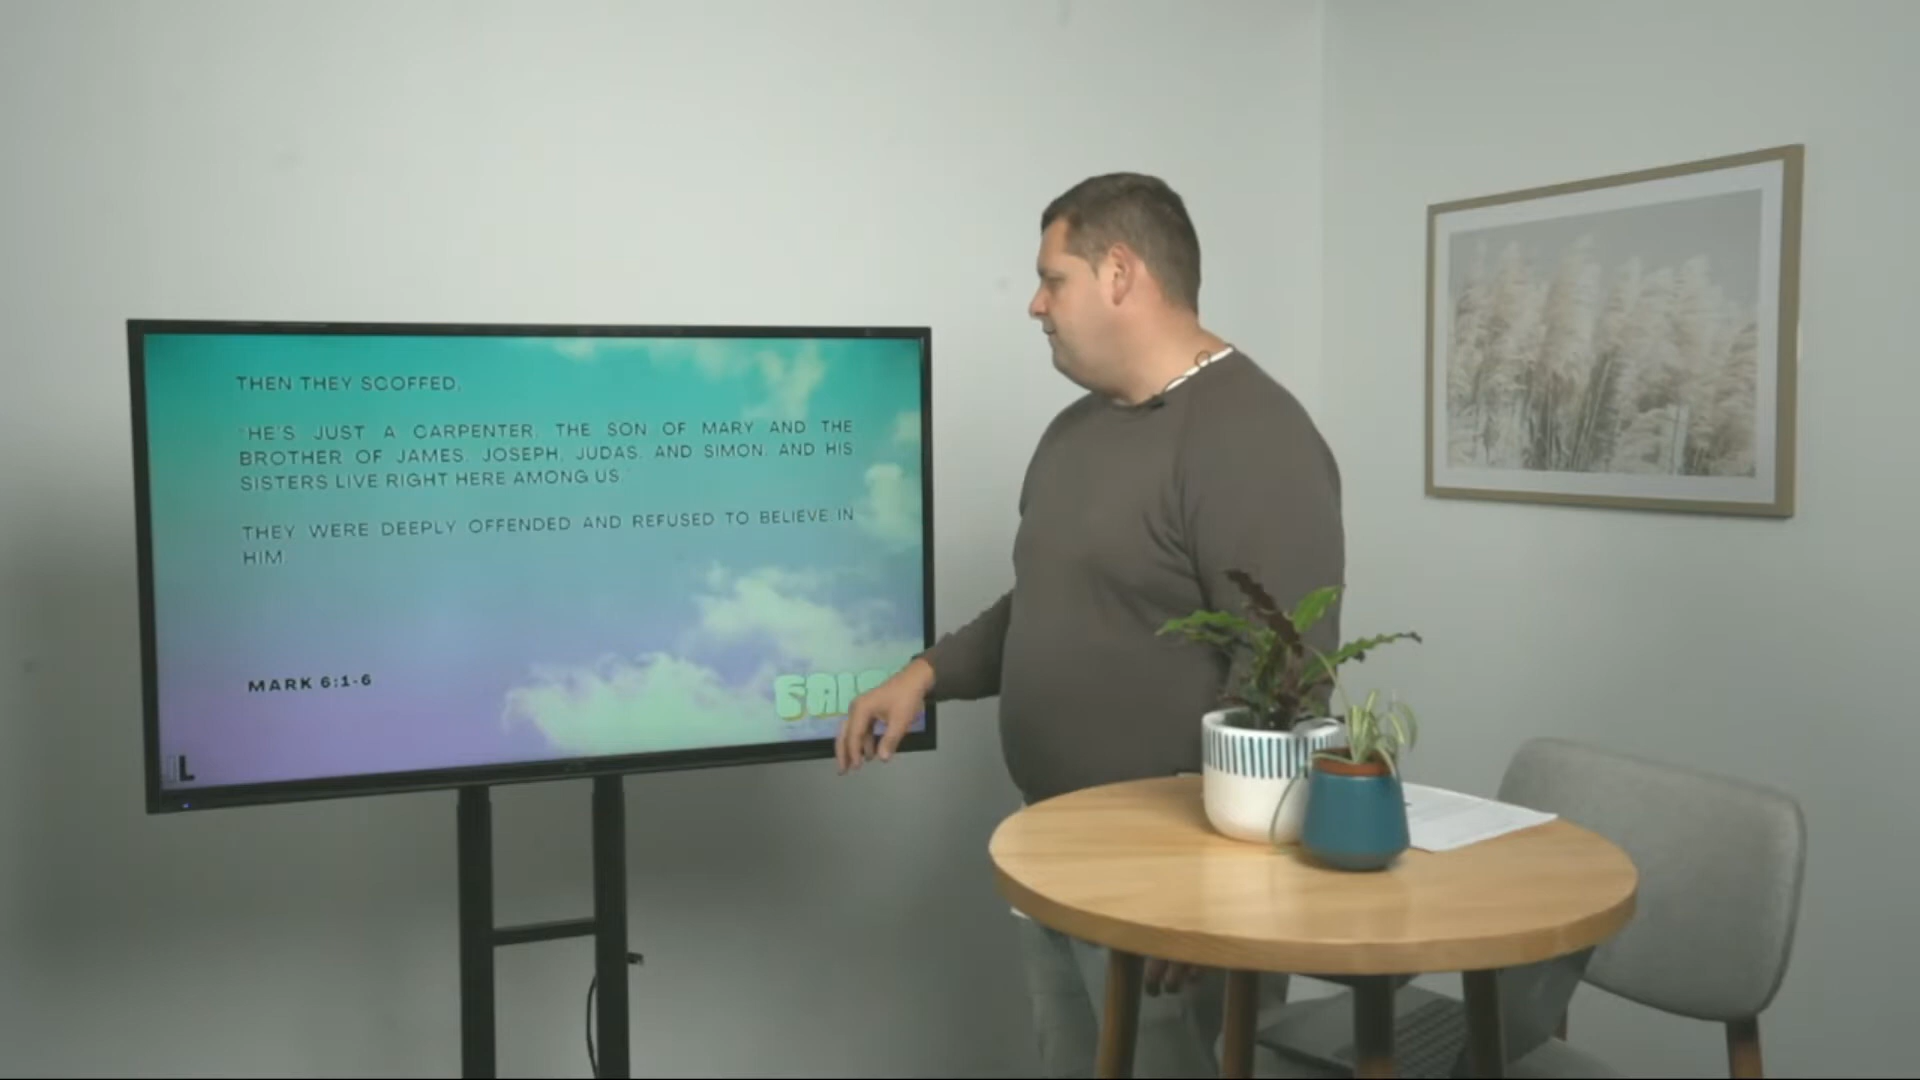 THEN THEY SCOFFED,
"HE'S JUST A CARPENTER, THE SON OF MARY AND THE
BROTHER OF JAMES, JOSEPH, JUDAS, AND SIMON. AND HIS
SISTERS LIVE RIGHT HERE AMONG US."
THEY WERE DEEPLY OFFENDED AND REFUSED TO BELIEVE IN
HIM
MARK 6:1-6
L